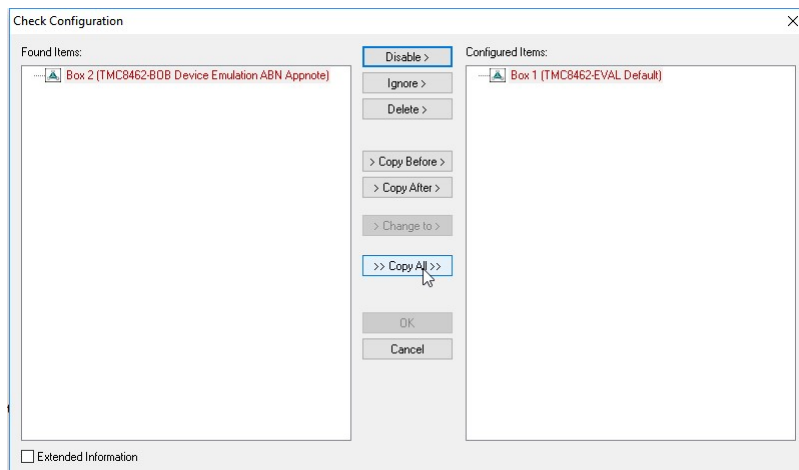 Check Configuration
Found Items:
Box 2 (TMC8462-BOB Device Emulation ABN Appnote)
Disable >
Ignore >
Delete >
> Copy Before >
> Copy After >
> Change to >
>> Copy All >>
OK
Cancel
Configured Items:
Box 1 (TMC8462-EVAL Default)
Extended Information